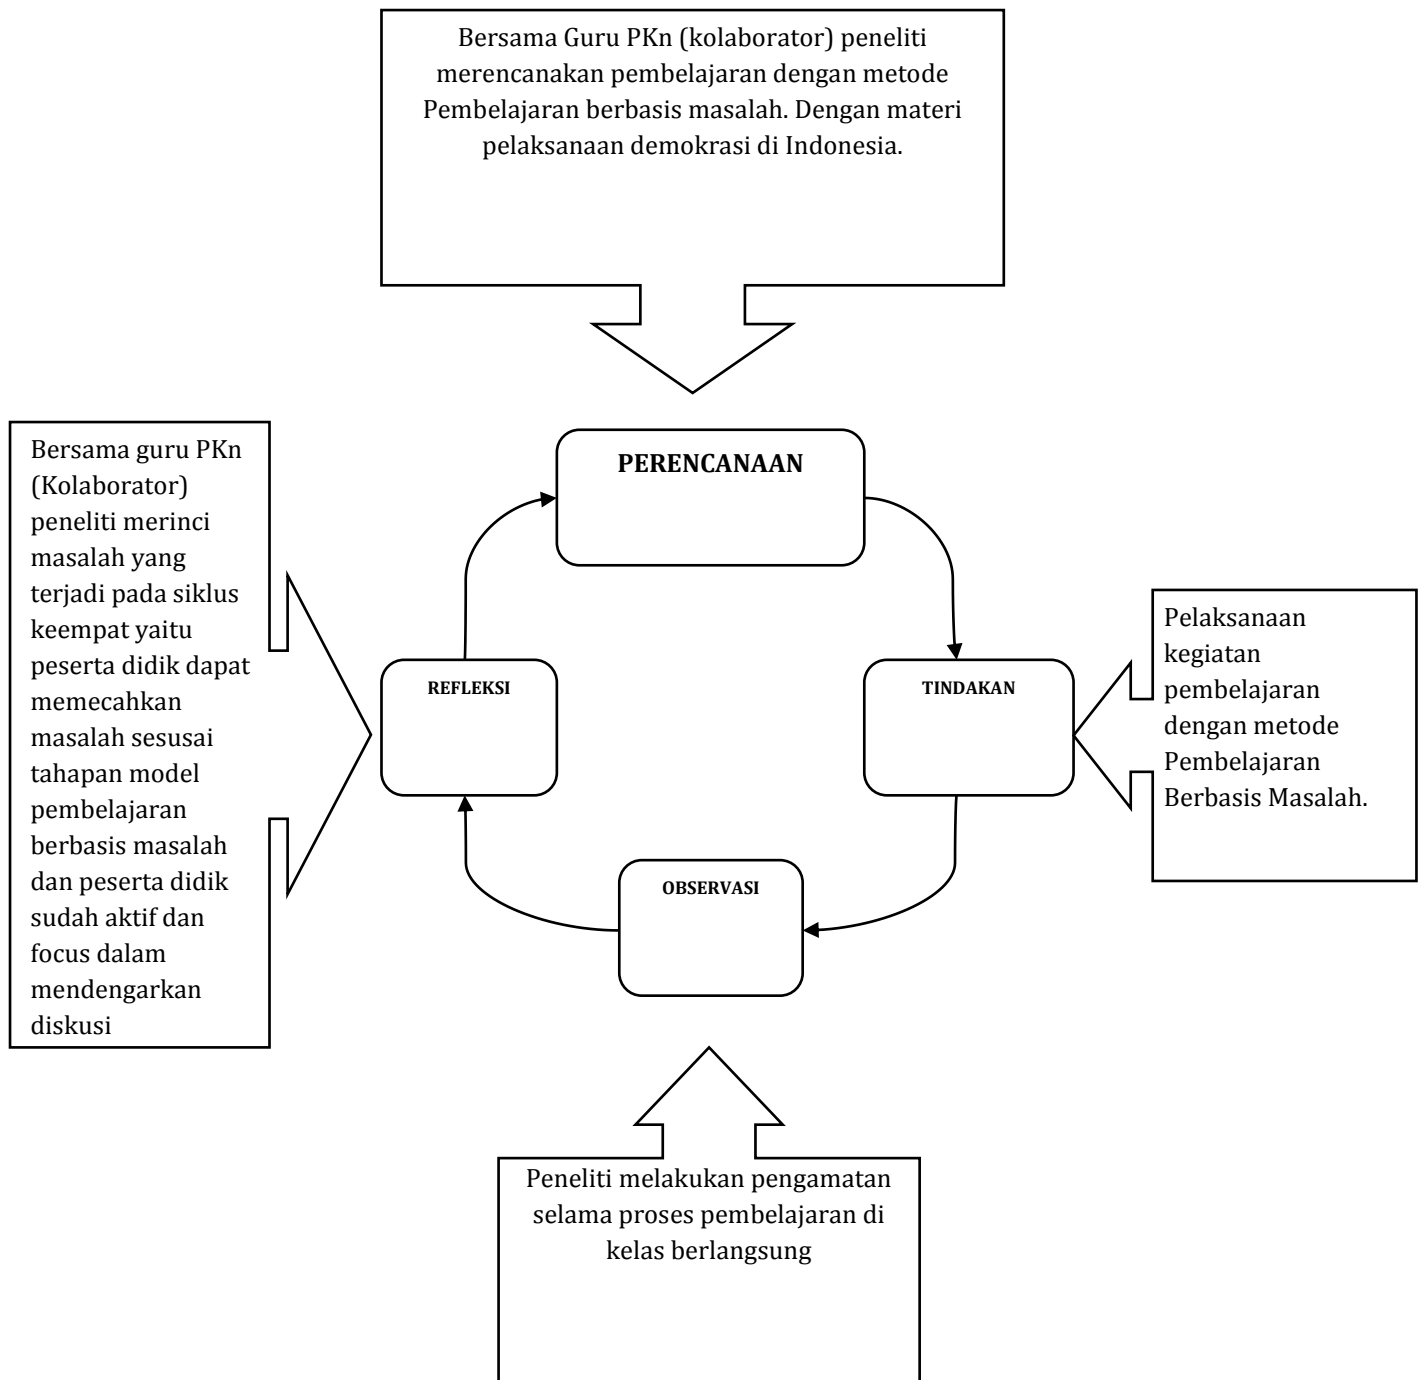 Bersama Guru PKn (kolaborator) peneliti
merencanakan pembelajaran dengan metode
Pembelajaran berbasis masalah. Dengan materi
pelaksanaan demokrasi di Indonesia.
PERENCANAAN
Bersama guru PKn
(Kolaborator)
peneliti merinci
masalah yang
terjadi pada siklus
keempat yaitu
peserta didik dapat
memecahkan
masalah sesusai
tahapan model
pembelajaran
berbasis masalah
dan peserta didik
sudah aktif dan
focus dalam
mendengarkan
diskusi
REFLEKSI
TINDAKAN
Pelaksanaan
kegiatan
pembelajaran
dengan metode
Pembelajaran
Berbasis Masalah.
OBSERVASI
Peneliti melakukan pengamatan
selama proses pembelajaran di
kelas berlangsung